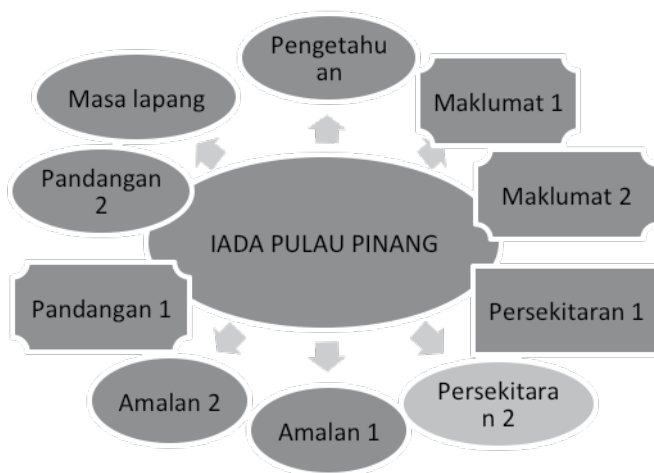 Pengetahu
an
Masa lapang
Maklumat 1
Pandangan
2
Maklumat 2
IADA PULAU PINANG
Pandangan 1
Persekitaran 1
Amalan 2
Amalan 1
Persekitara
n 2